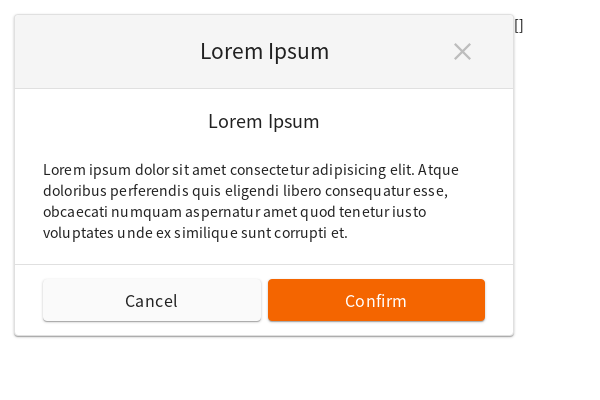 Lorem Ipsum
[]
Lorem Ipsum
Lorem ipsum dolor sit amet consectetur adipisicing elit. Atque
doloribus perferendis quis eligendi libero consequatur esse,
obcaecati numquam aspernatur amet quod tenetur iusto
voluptates unde ex similique sunt corrupti et.
Cancel
Confirm